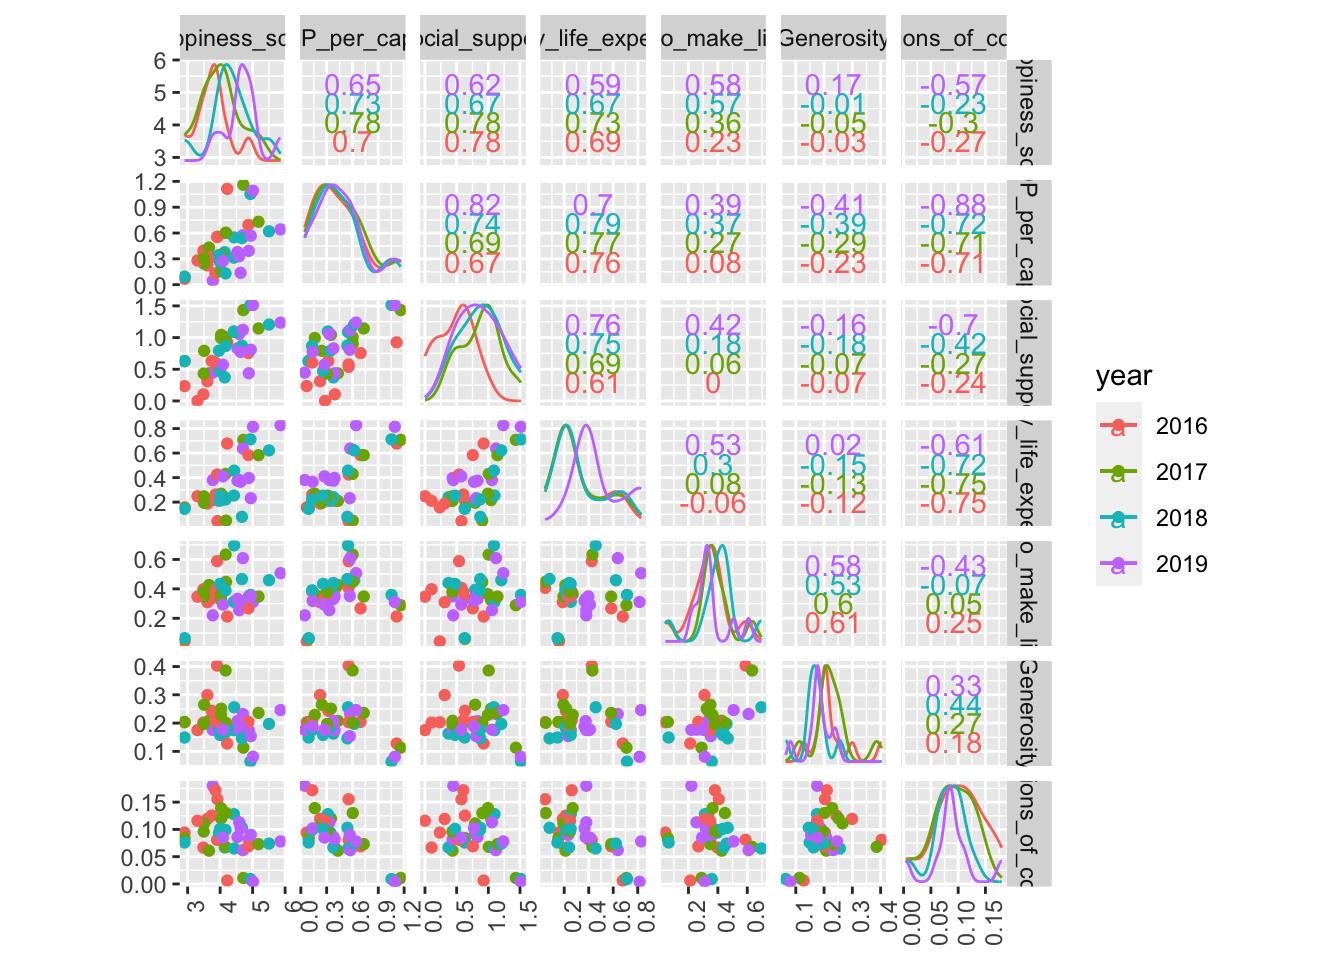 opiness_sc P_per_cap ocial_suppo y_life_expe o_make_li Generosity ons_of_co
6
5
4
3
0.65 0.62 0.59 0.58 0.17 -0.57
0.73 0.67 0.67 0.57 -0.01 -0.23
0.78 0.78 0.73 0.36 -0.05 -0.3
0.7 0.78 0.69 0.23 -0.03 -0.27
opiness_sc
1.2
0.9
0.6
0.3
0.0
0.82 0.7 0.39 -0.41 -0.88
0.74 0.79 0.37 -0.39 -0.72
0.69 0.77 0.27 -0.29 -0.71
0.67 0.76 0.08 -0.23 -0.71
P_per_cap
1.5
1.0
0.5
0.0
0.76 0.42 -0.16 -0.7
0.75 0.18 -0.18 -0.42
0.69 0.06 -0.07 -0.27
0.61 0 -0.07 -0.24
ocial_suppo
0.8
0.6
0.4
0.2
0.53 0.02 -0.61
0.3 -0.15 -0.72
0.08 -0.13 -0.75
-0.06 -0.12 -0.75
y_life_expe
0.6
0.4
0.2
0.58 -0.43
0.53 -0.07
0.6 0.05
0.61 0.25
o_make_li
0.4
0.3
0.2
0.1
0.33
0.44
0.27
0.18
Generosity
0.15
0.10
0.05
0.00
ions_of_co
3 4 5 6
0.0 0.3 0.6 0.9 1.2
0.0 0.5 1.0 1.5
0.2 0.4 0.6 0.8
0.2 0.4 0.6
0.1 0.2 0.3 0.4
0.00 0.05 0.10 0.15
year
a 2016
a 2017
a 2018
a 2019